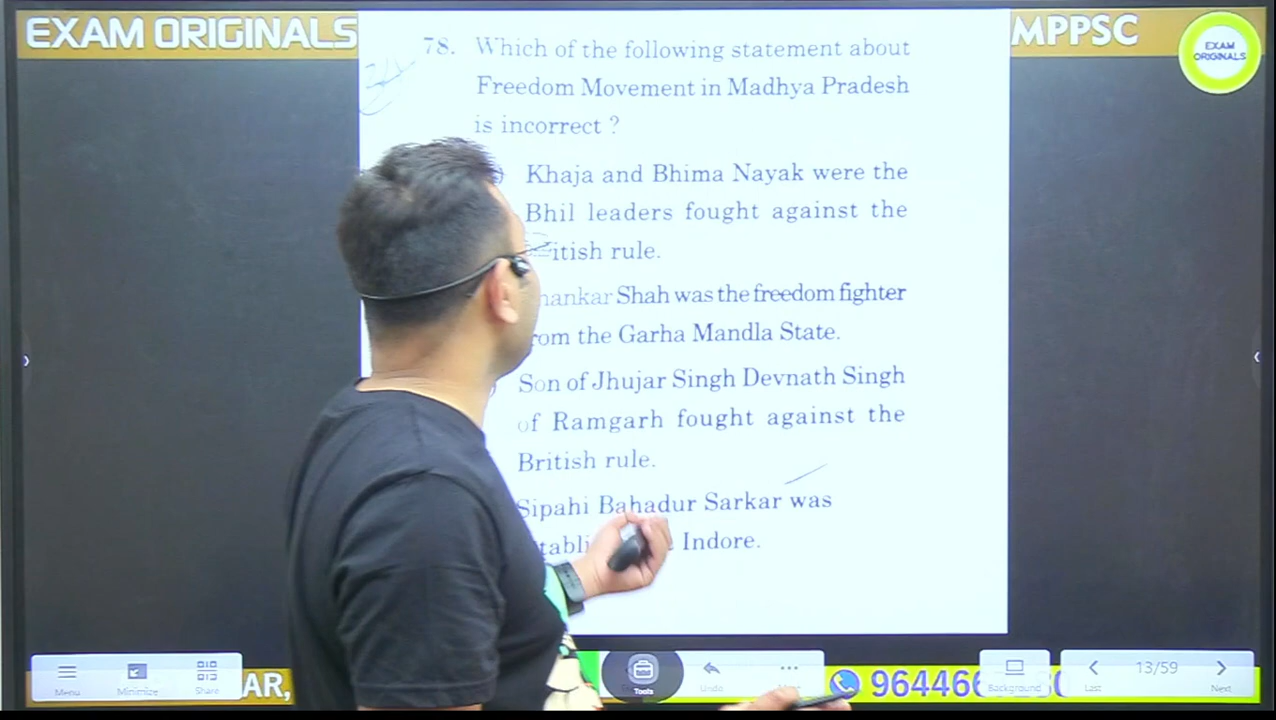 EXAM ORIGINALS
MPPSC
EXAM
ORIGINALS
78. Which of the following statement about
Freedom Movement in Madhya Pradesh
is incorrect ?
Khaja and Bhima Nayak were the
Bhil leaders fought against the
itish rule.
hankar Shah was the freedom fighter
rom the Garha Mandla State.
Son of Jhujar Singh Devnath Singh
of Ramgarh fought against the
British rule.
Sipahi Bahadur Sarkar was
tabli Indore.
Menu
Minimize
Share
AR,
Tools
Undo
96446
Background
Last
13/59
Next